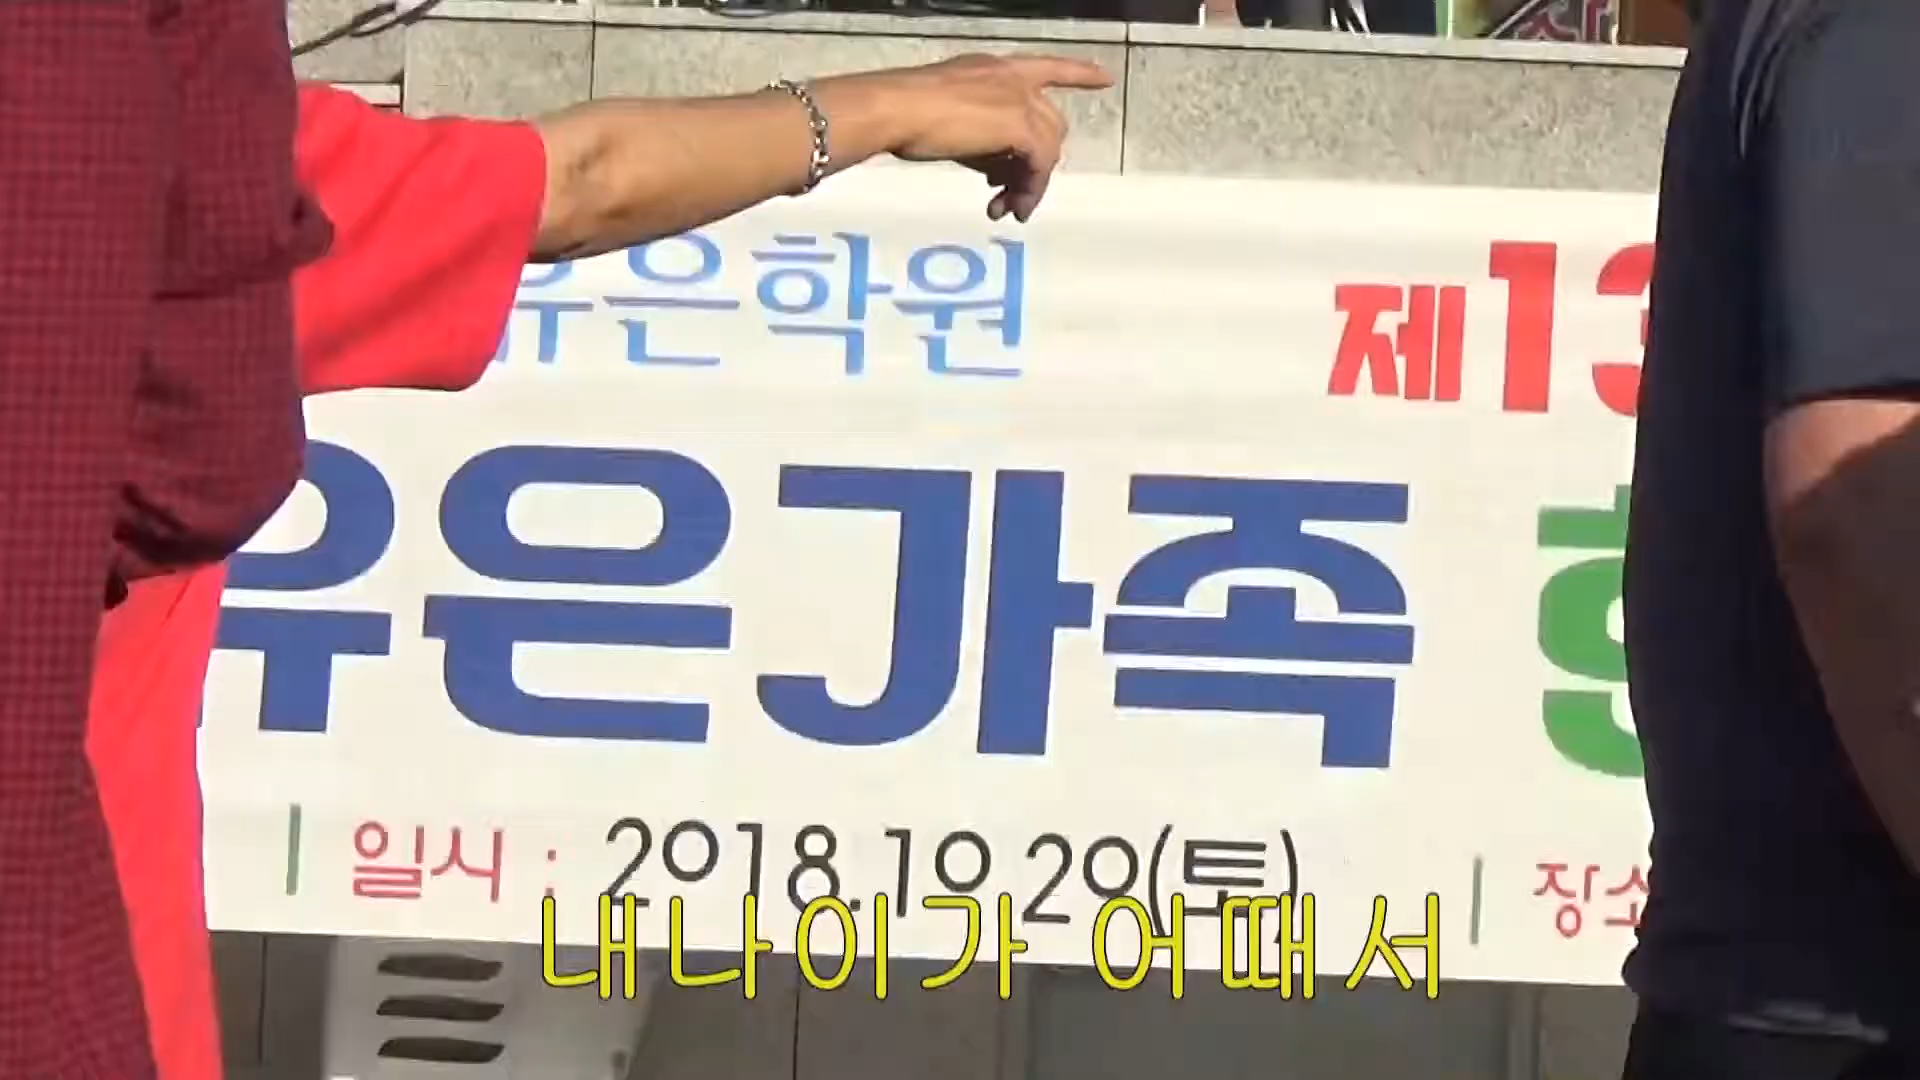 유은학원
제13
유은가족
일시 : 2018.10.20(토)
장소
내나이가 어때서